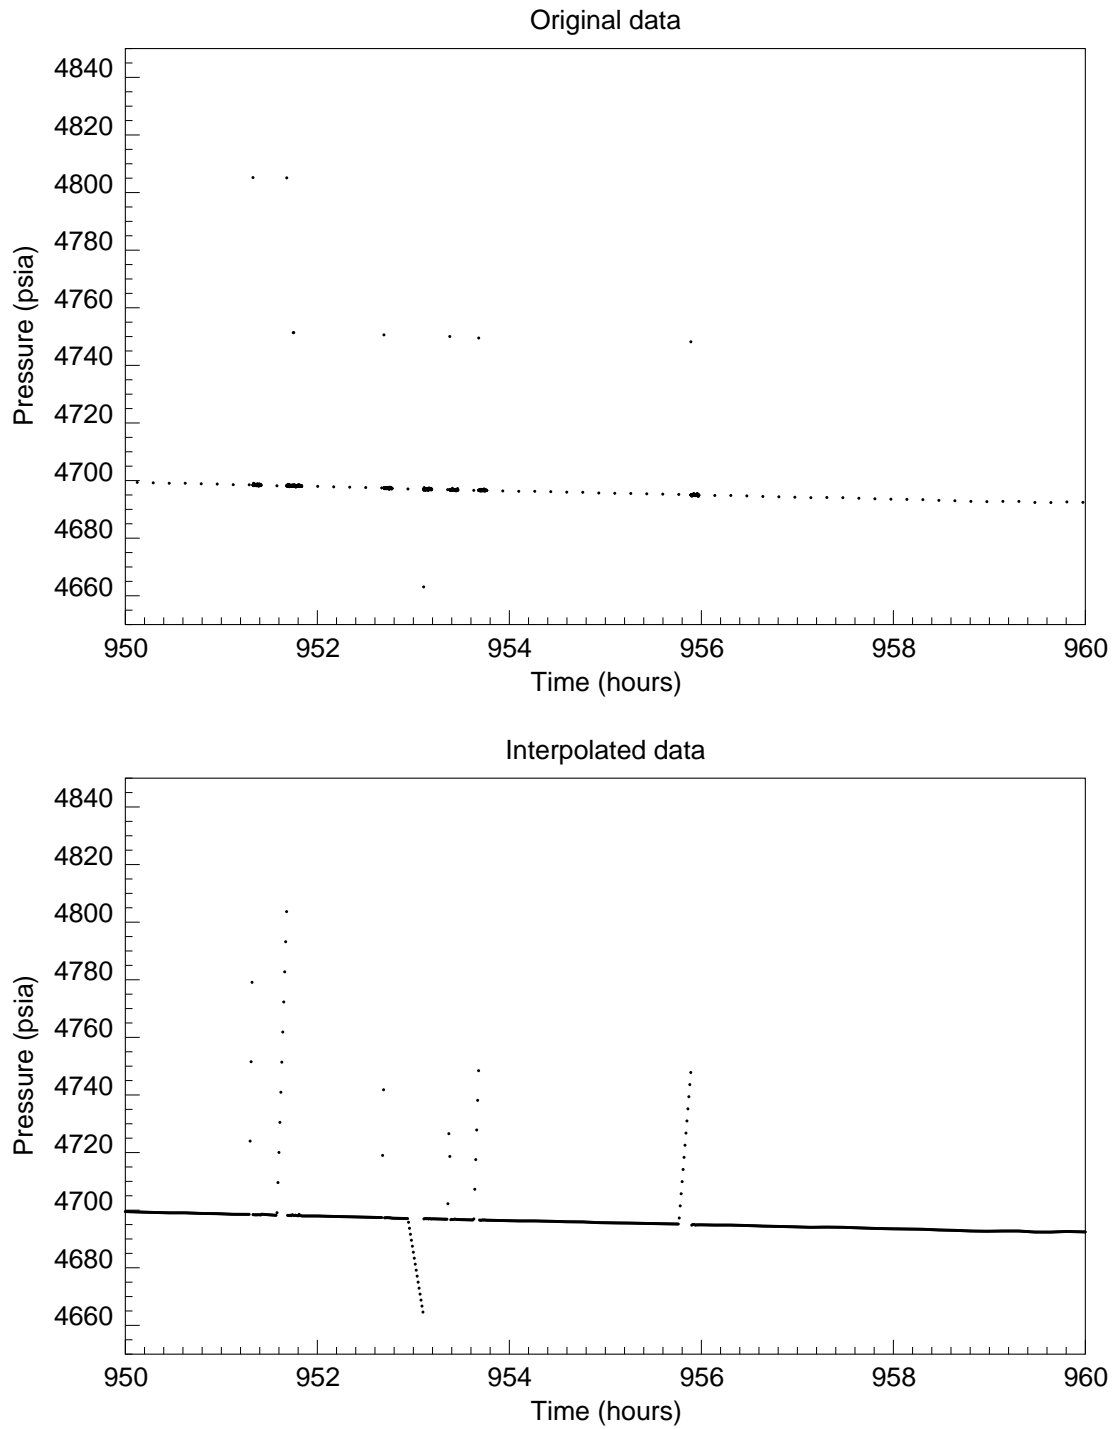 Original data
4840
4820
4800
4780
4760
4740
4720
4700
4680
4660
Pressure (psia)
950 952 954 956 958 960
Time (hours)
Interpolated data
4840
4820
4800
4780
4760
4740
4720
4700
4680
4660
Pressure (psia)
950 952 954 956 958 960
Time (hours)